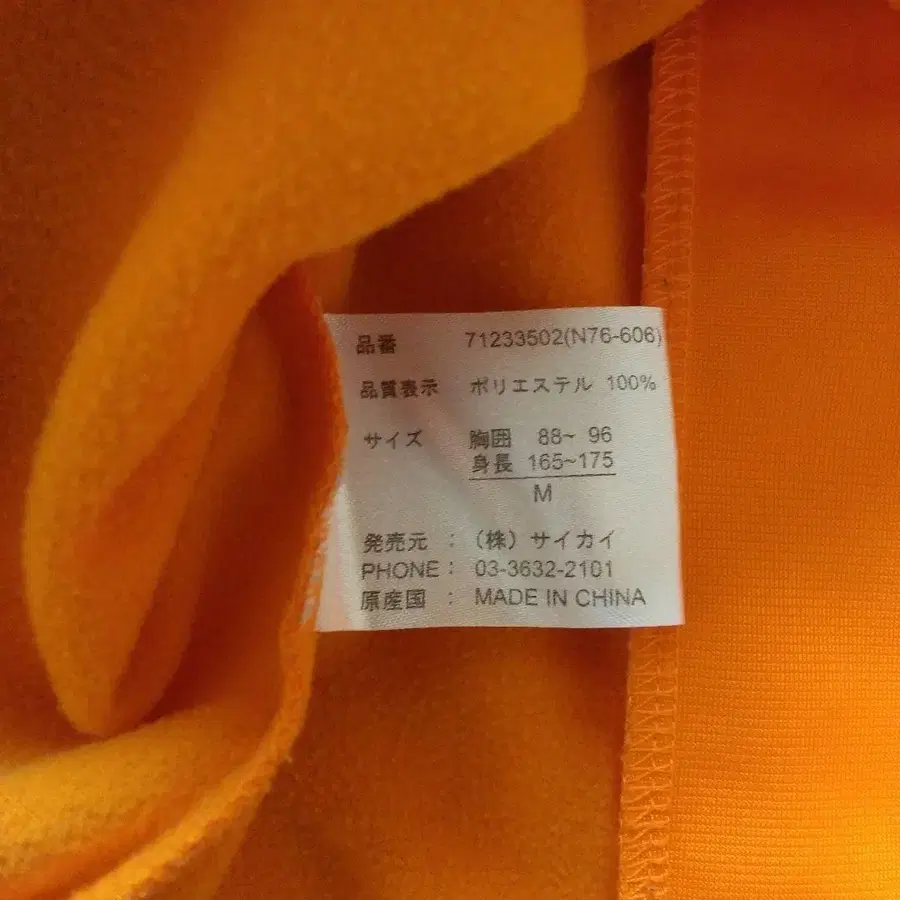 品番 71233502(N76-606)
品質表示 ポリエステル 100%
サイズ 胸囲 88~ 96
身長 165~175
M
発売元 : (株) サイカイ
PHONE : 03-3632-2101
原産国 : MADE IN CHINA